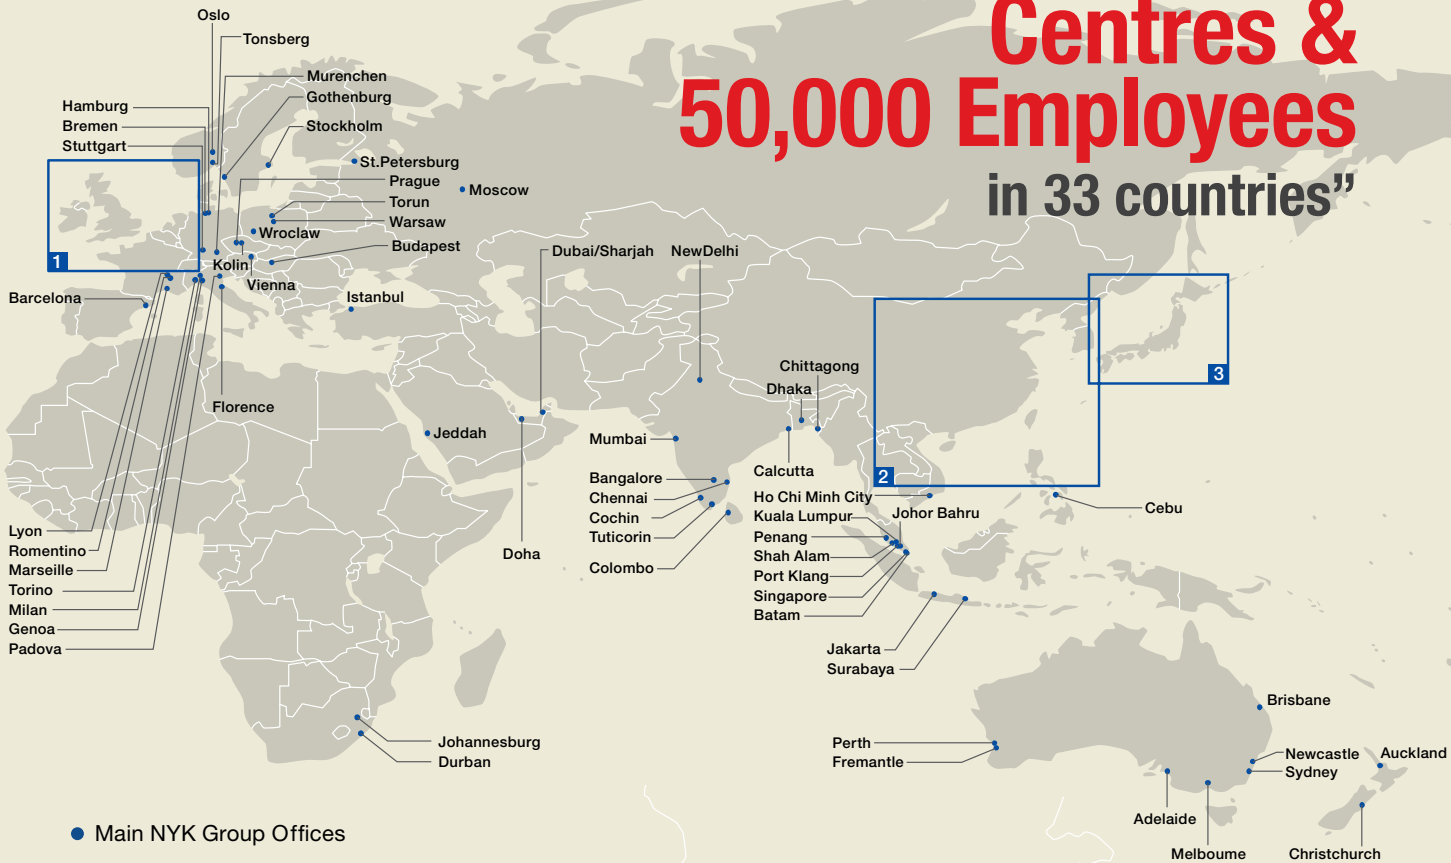 Centres &
50,000 Employees
in 33 countries”
Oslo
Tonsberg
Murenchen
Gothenburg
Stockholm
Hamburg
Bremen
Stuttgart
St.Petersburg
Prague
Moscow
Torun
Warsaw
Wroclaw
Budapest
1
Kolin
Vienna
Dubai/Sharjah
NewDelhi
Barcelona
Istanbul
Chittagong
Dhaka
3
Florence
Jeddah
Mumbai
Calcutta
2
Bangalore
Chennai
Cochin
Tuticorin
Colombo
Ho Chi Minh City
Kuala Lumpur
Johor Bahru
Penang
Shah Alam
Port Klang
Singapore
Batam
Cebu
Doha
Lyon
Romentino
Marseille
Torino
Milan
Genoa
Padova
Jakarta
Surabaya
Brisbane
Johannesburg
Durban
Perth
Fremantle
Newcastle
Sydney
Auckland
Adelaide
Melbourne
Christchurch
Main NYK Group Offices